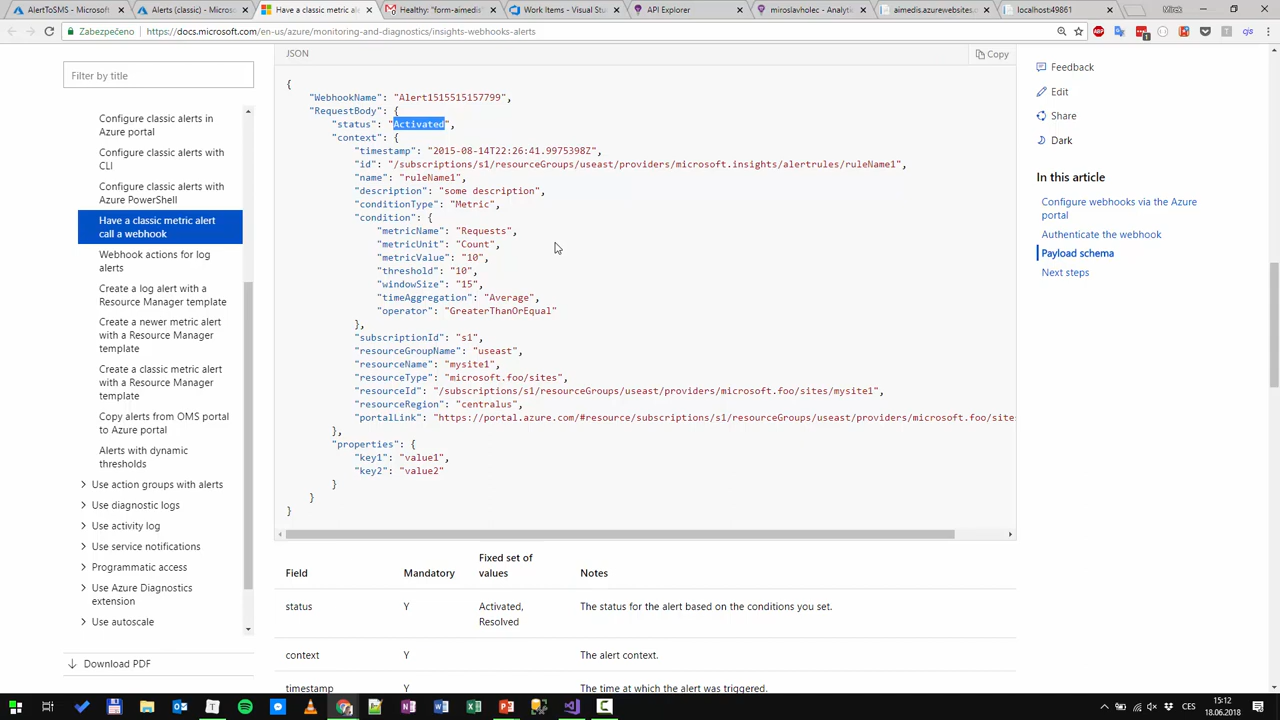 AlertToSMS - Microsoft
Alerts (classic) - Micros
Have a classic metric ale
Healthy: "form-aimedis"
Work Items - Visual Stu
API Explorer
miroslavholec - Analytic
aimedis.azurewebsites.
localhost:49861
Mirek
Zabezpečeno
https://docs.microsoft.com/en-us/azure/monitoring-and-diagnostics/insights-webhooks-alerts
Filter by title
Configure classic alerts in
Azure portal
Configure classic alerts with
CLI
Configure classic alerts with
Azure PowerShell
Have a classic metric alert
call a webhook
Webhook actions for log
alerts
Create a log alert with a
Resource Manager template
Create a newer metric alert
with a Resource Manager
template
Create a classic metric alert
with a Resource Manager
template
Copy alerts from OMS portal
to Azure portal
Alerts with dynamic
thresholds
Use action groups with alerts
Use diagnostic logs
Use activity log
Use service notifications
Programmatic access
Use Azure Diagnostics
extension
Use autoscale
Download PDF
JSON
Copy
{
"WebhookName": "Alert1515515157799",
"RequestBody": {
"status": "Activated",
"context": {
"timestamp": "2015-08-14T22:26:41.9975398Z",
"id": "/subscriptions/s1/resourceGroups/useast/providers/microsoft.insights/alertrules/ruleName1",
"name": "ruleName1",
"description": "some description",
"conditionType": "Metric",
"condition": {
"metricName": "Requests",
"metricUnit": "Count",
"metricValue": "10",
"threshold": "10",
"windowSize": "15",
"timeAggregation": "Average",
"operator": "GreaterThanOrEqual"
},
"subscriptionId": "s1",
"resourceGroupName": "useast",
"resourceName": "mysite1",
"resourceType": "microsoft.foo/sites",
"resourceId": "/subscriptions/s1/resourceGroups/useast/providers/microsoft.foo/sites/mysite1",
"resourceRegion": "centralus",
"portalLink": "https://portal.azure.com/#resource/subscriptions/s1/resourceGroups/useast/providers/microsoft.foo/sites
},
"properties": {
"key1": "value1",
"key2": "value2"
}
}
}
Field
Mandatory
Fixed set of
values
Notes
status
Y
Activated,
Resolved
The status for the alert based on the conditions you set.
context
Y
The alert context.
timestamp
Y
The time at which the alert was triggered.
Feedback
Edit
Share
Dark
In this article
Configure webhooks via the Azure
portal
Authenticate the webhook
Payload schema
Next steps
CES
15:12
18.06.2018